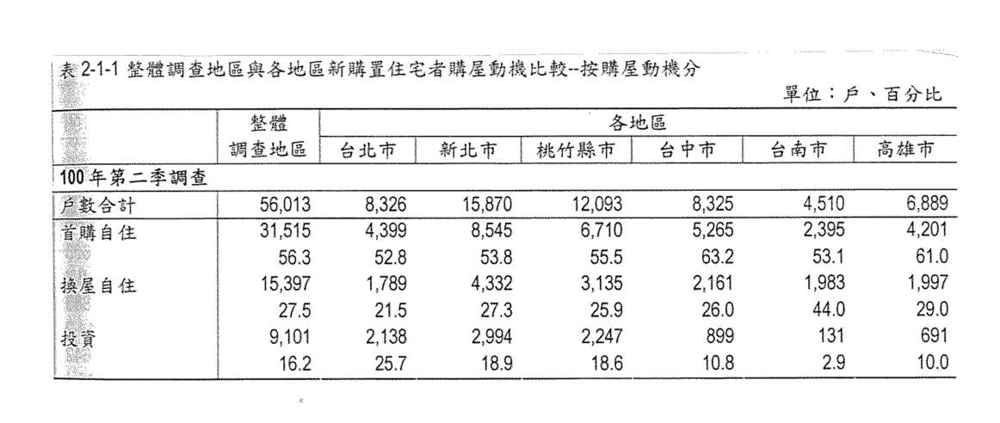 表 2-1-1 整體調查地區與各地區新購置住宅者購屋動機比較--按購屋動機分
單位：戶、百分比
整體調查地區 各地區
台北市 新北市 桃竹縣市 台中市 台南市 高雄市
100 年第二季調查
戶數合計 56,013 8,326 15,870 12,093 8,325 4,510 6,889
首購自住 31,515 4,399 8,545 6,710 5,265 2,395 4,201
56.3 52.8 53.8 55.5 63.2 53.1 61.0
換屋自住 15,397 1,789 4,332 3,135 2,161 1,983 1,997
27.5 21.5 27.3 25.9 26.0 44.0 29.0
投資 9,101 2,138 2,994 2,247 899 131 691
16.2 25.7 18.9 18.6 10.8 2.9 10.0